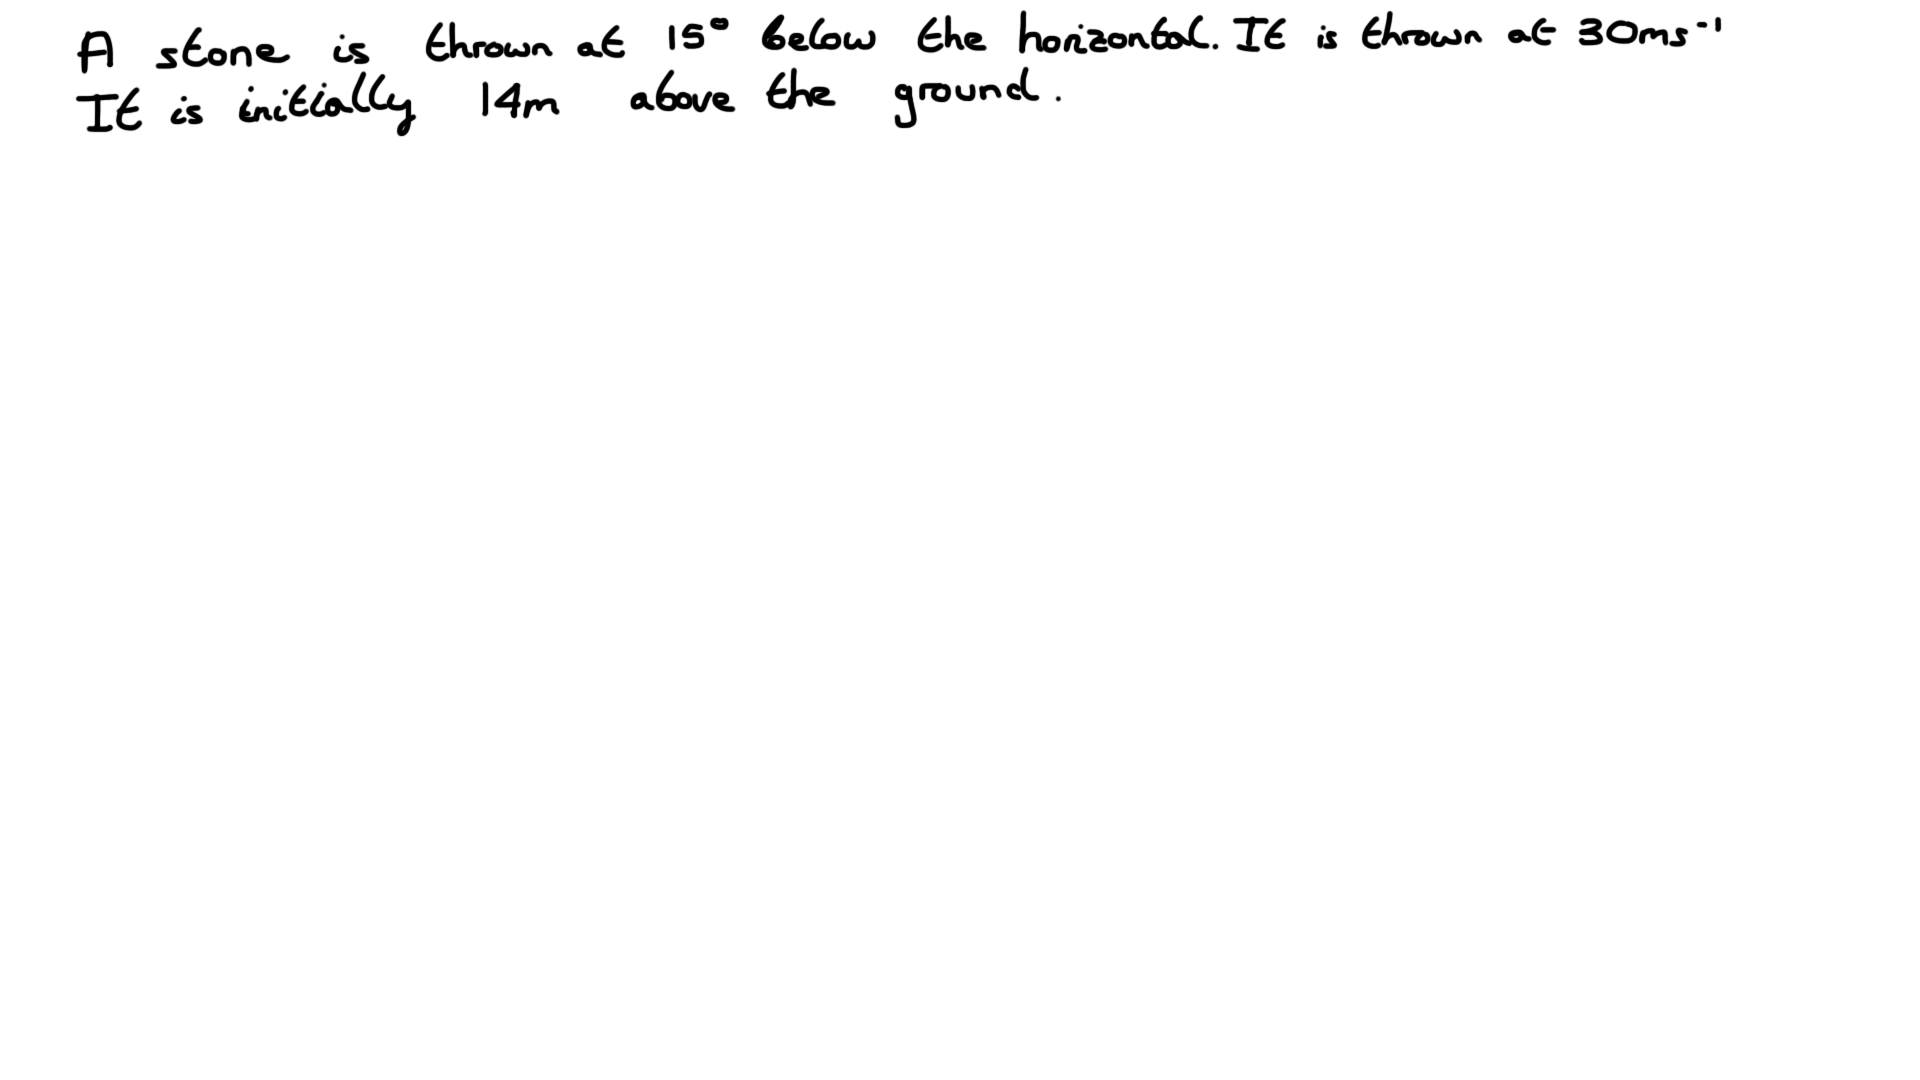 A stone is thrown at 15° below the horizontal. It is thrown at 30ms⁻¹
It is initially 14m above the ground.